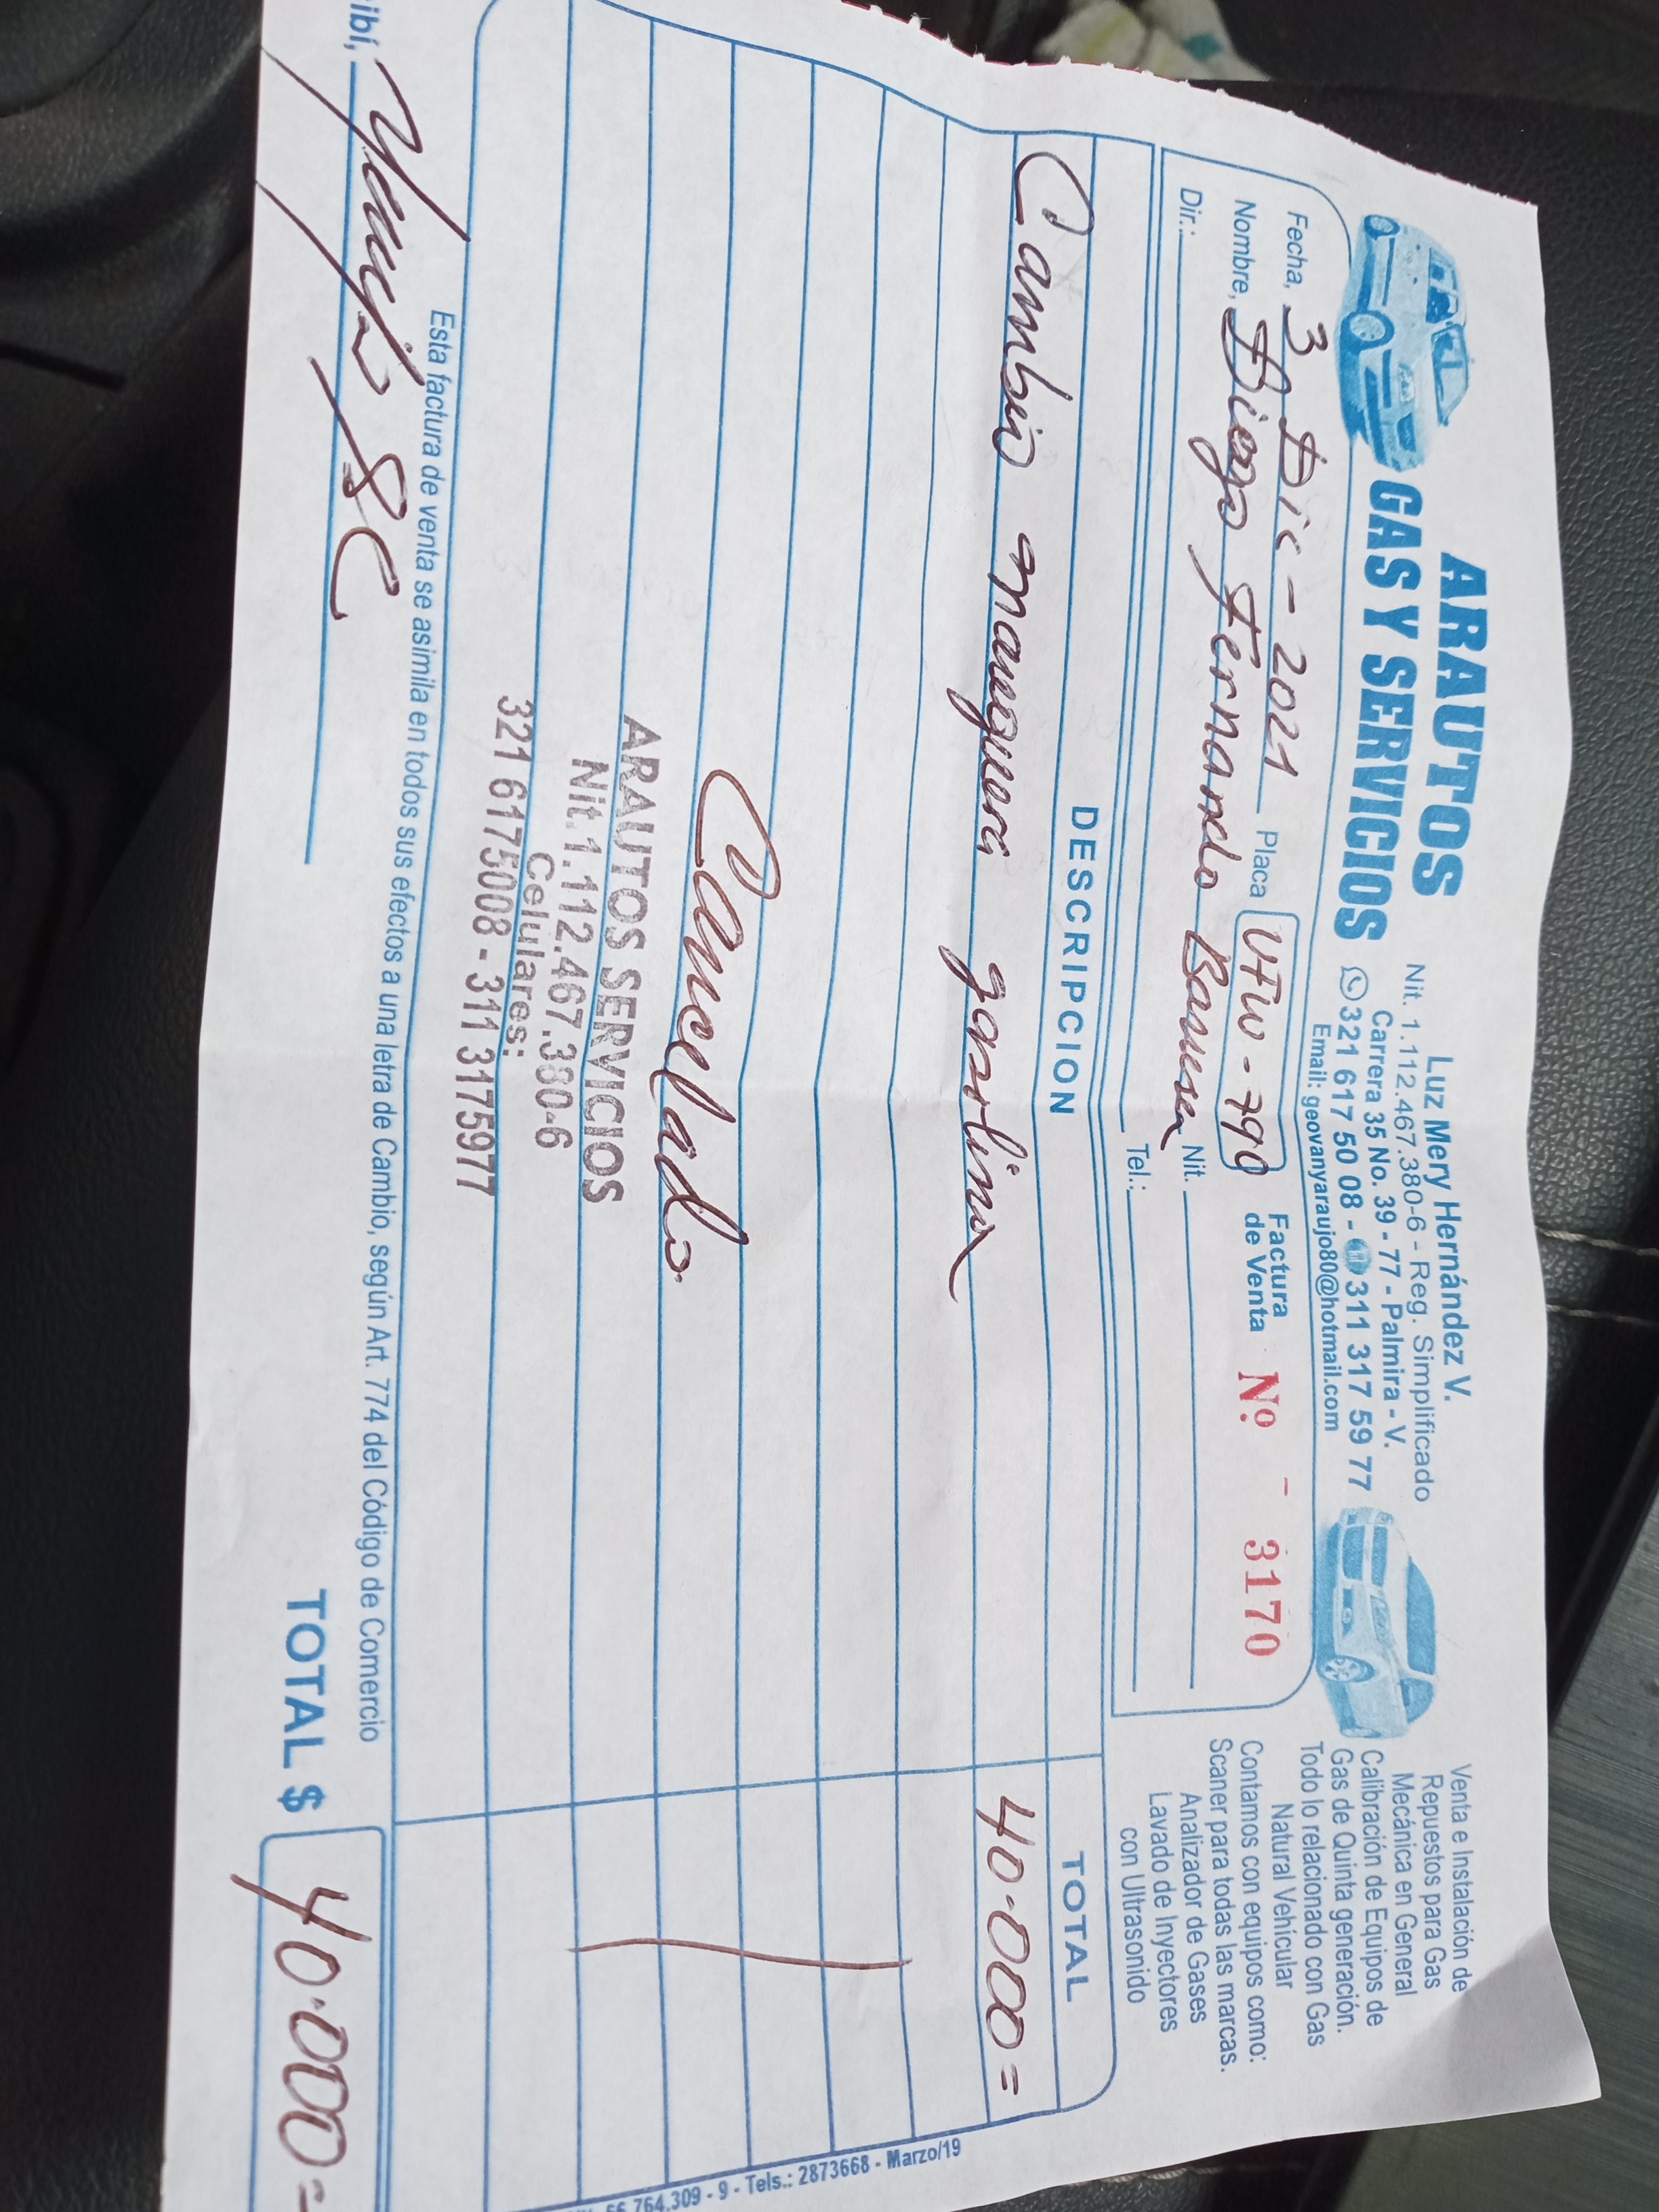 ARAUTOS
GAS Y SERVICIOS
Luz Mery Hernández V.
Nit. 1.112.467.380-6 - Reg. Simplificado
Carrera 35 No. 39 - 77 - Palmira - V.
321 617 50 08 - 311 317 59 77
Email: geovanyaraujo80@hotmail.com
Venta e Instalación de
Repuestos para Gas
Mecánica en General
Calibración de Equipos de
Gas de Quinta generación.
Todo lo relacionado con Gas
Natural Vehícular
Contamos con equipos como:
Scaner para todas las marcas.
Analizador de Gases
Lavado de Inyectores
con Ultrasonido
Fecha, 3 Dic - 2021 Placa VFW-790
Factura
de Venta Nº - 3170
Nombre, Diego Fernando Nit.
Dir.: Tel.:
DESCRIPCION TOTAL
Cambio manguera gasolina 40.000=
Cancelado
ARAUTOS SERVICIOS
Nit. 1.112.467.380-6
Celulares:
321 6175008 - 311 3175977
Esta factura de venta se asimila en todos sus efectos a una letra de Cambio, según Art. 774 del Código de Comercio
ibí, TOTAL $ 40.000=
764.309 - 9 - Tels.: 2873668 - Marzo/19